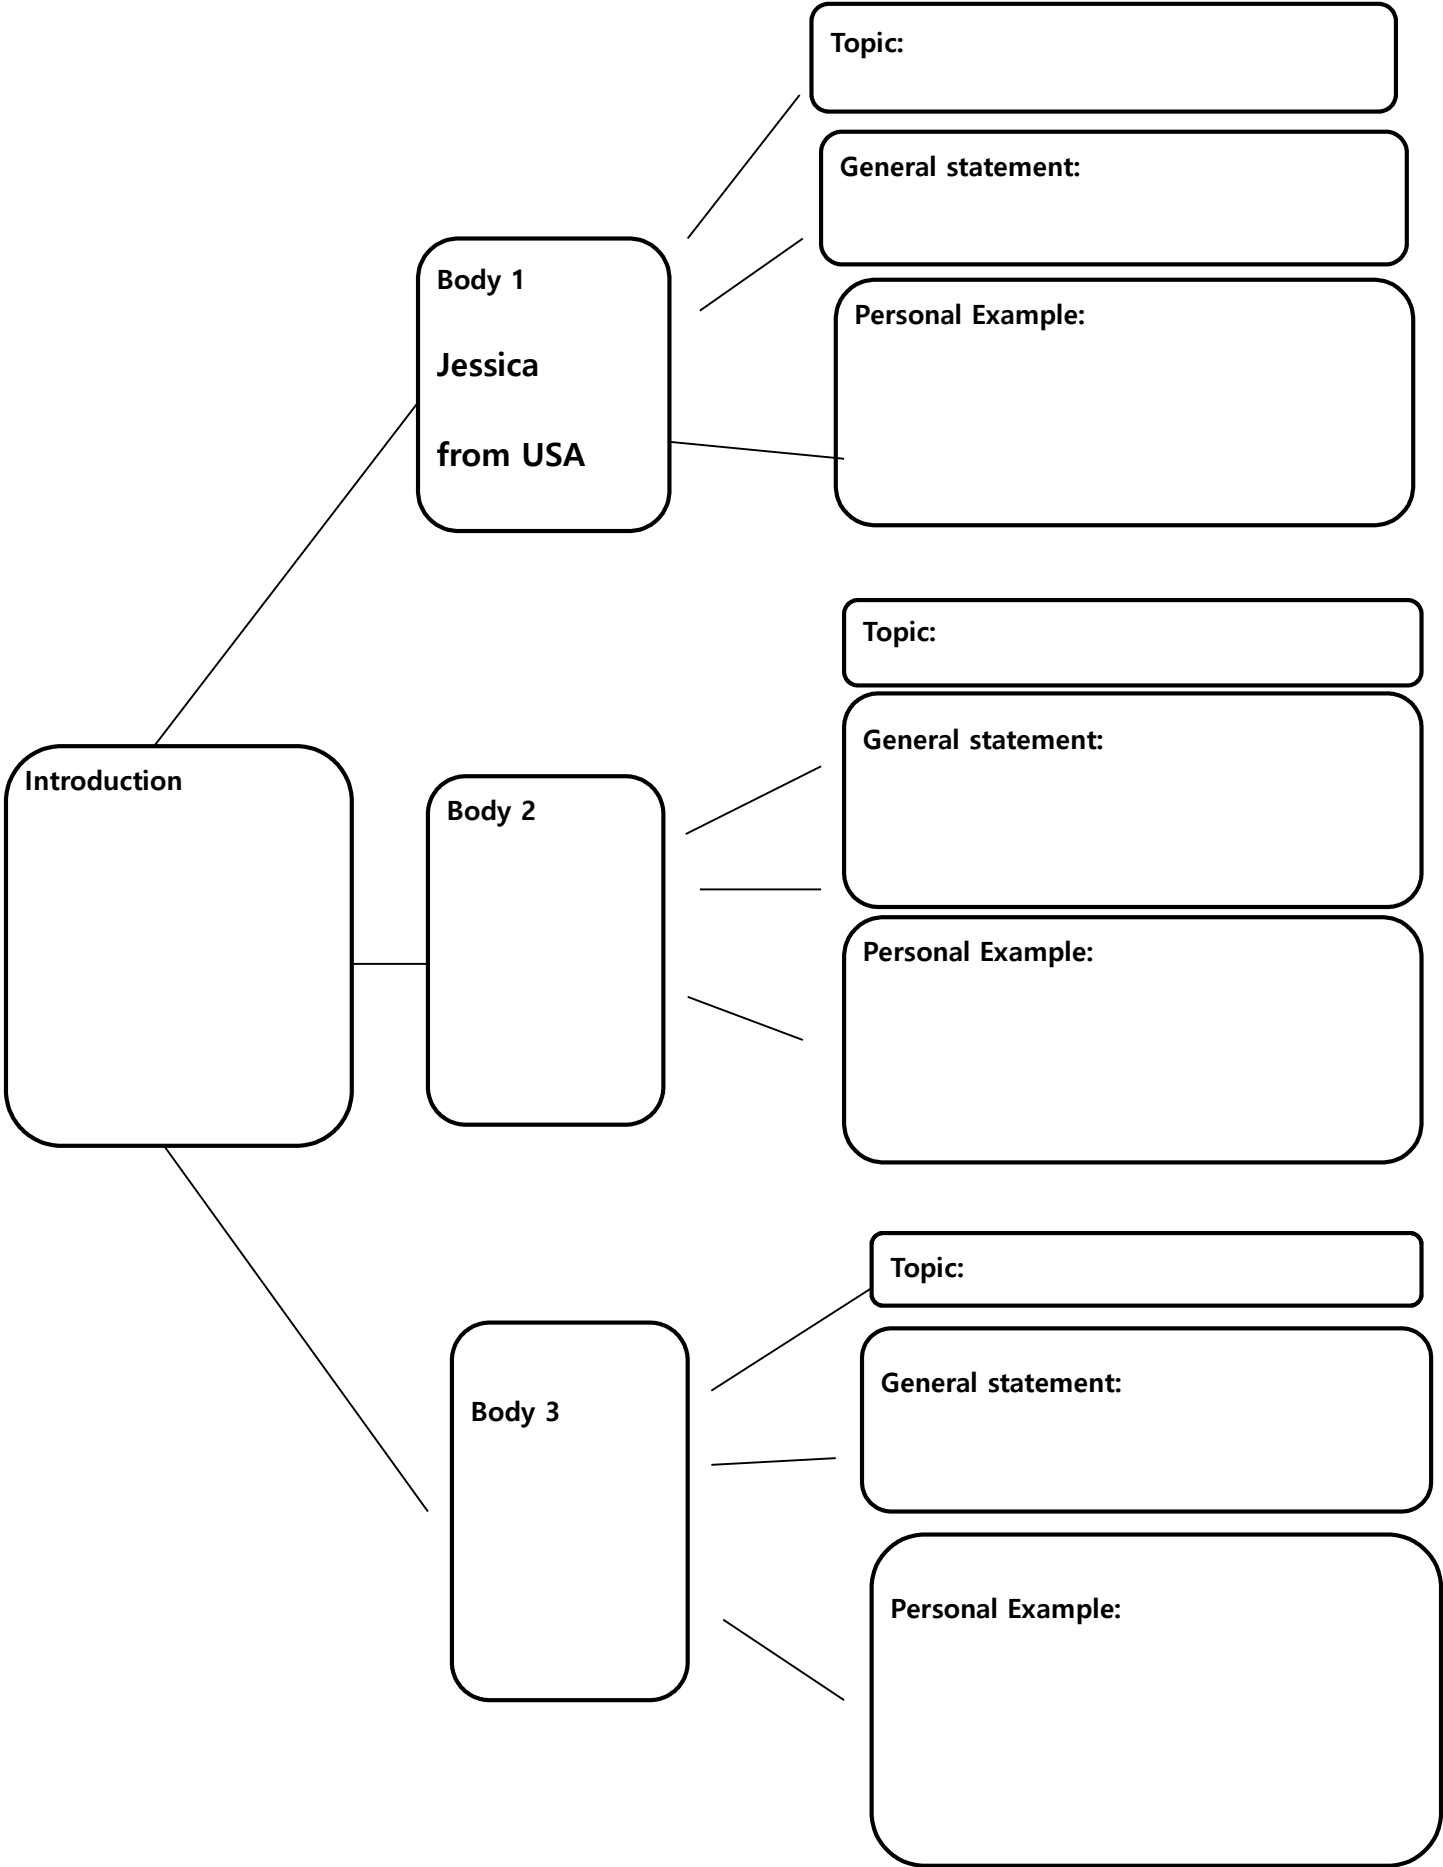 Topic:
General statement:
Body 1
Jessica
from USA
Personal Example:
Topic:
General statement:
Introduction
Body 2
Personal Example:
Topic:
General statement:
Body 3
Personal Example: